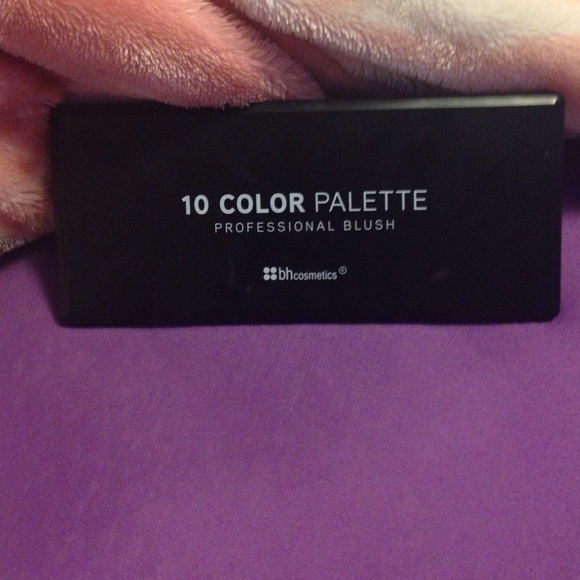 10 COLOR PALETTE
PROFESSIONAL BLUSH
bhcosmetics®